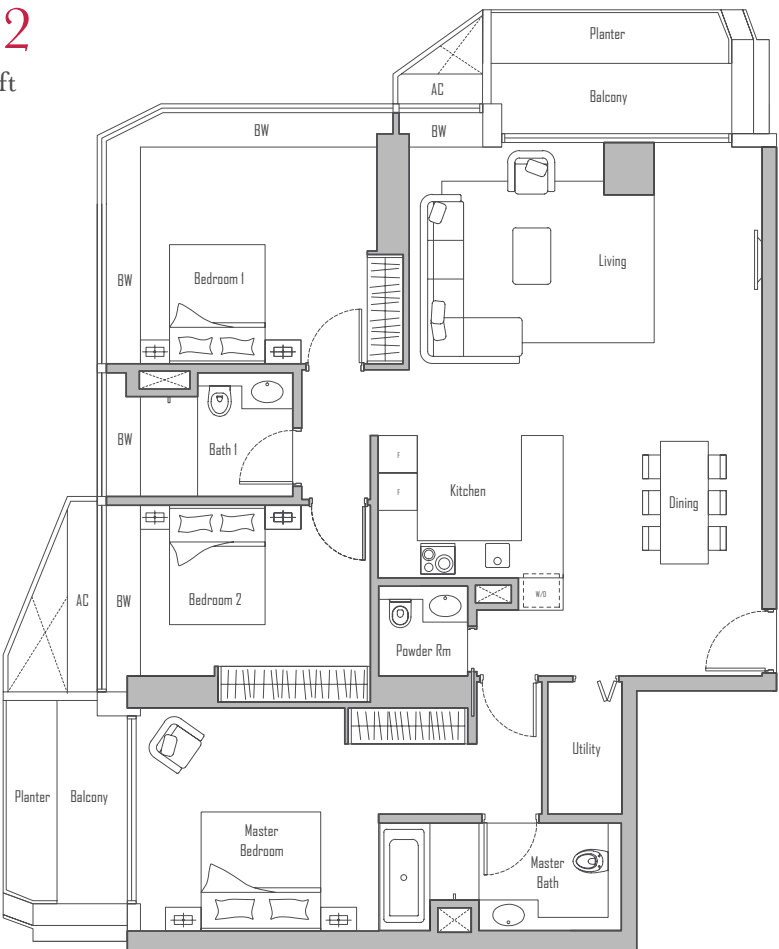 2
ft
Planter
AC
Balcony
BW
BW
Living
BW
Bedroom 1
BW
Bath 1
F
F
Kitchen
Dining
AC
BW
Bedroom 2
W/D
Powder Rm
Utility
Planter
Balcony
Master
Bedroom
Master
Bath